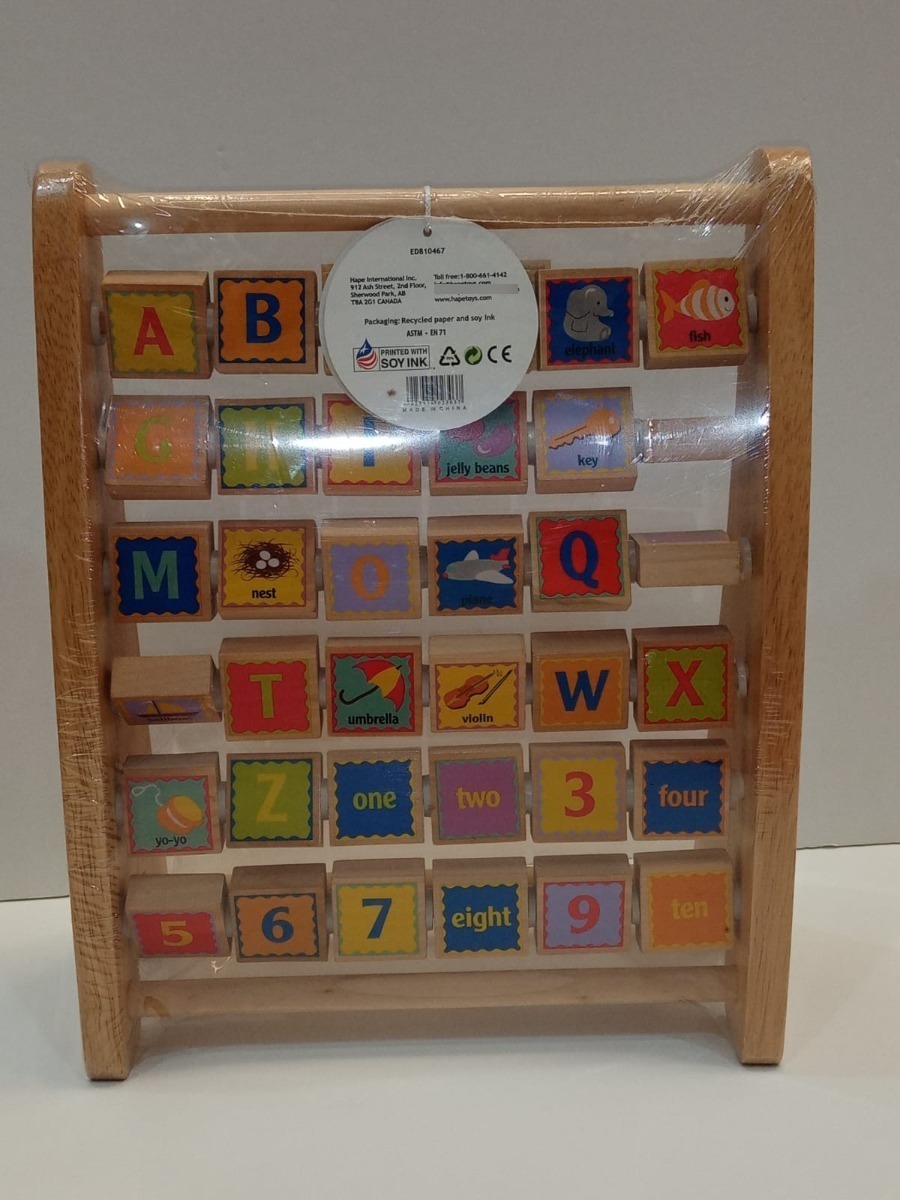 EDB10467
Hape International Inc.
912 Ash Street, 2nd Floor,
Sherwood Park, AB
T8A 2G1 CANADA
Toll free:1-800-661-4142
www.hapetoys.com
Packaging: Recycled paper and soy ink
ASTM - EN 71
PRINTED WITH
SOY INK
CE
MADE IN CHINA
A B elephant fish
G I jelly beans key
M nest O plane Q
T umbrella violin W X
yo-yo Z one two 3 four
5 6 7 eight 9 ten